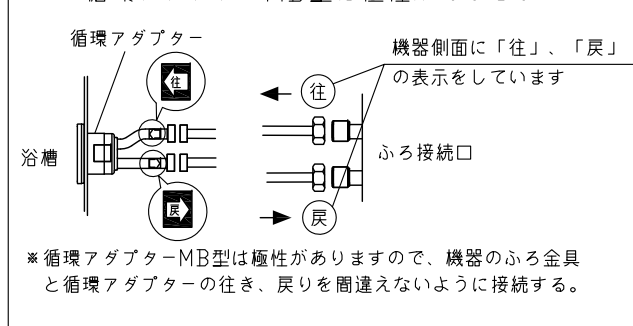 循環アダプター
機器側面に「往」、「戻」
の表示をしています
往
往
浴槽
ふろ接続口
戻
戻
※循環アダプターMB型は極性がありますので、機器のふろ金具
と循環アダプターの往き、戻りを間違えないように接続する。